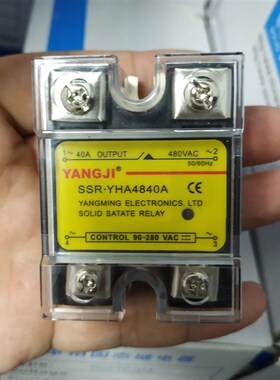 1~ 40A OUTPUT 480VAC ~2
50/60Hz
YANGJI
SSR-YHA4840A CE
YANGMING ELECTRONICS. LTD
SOLID SATATE RELAY
4 CONTROL 90-280 VAC 3